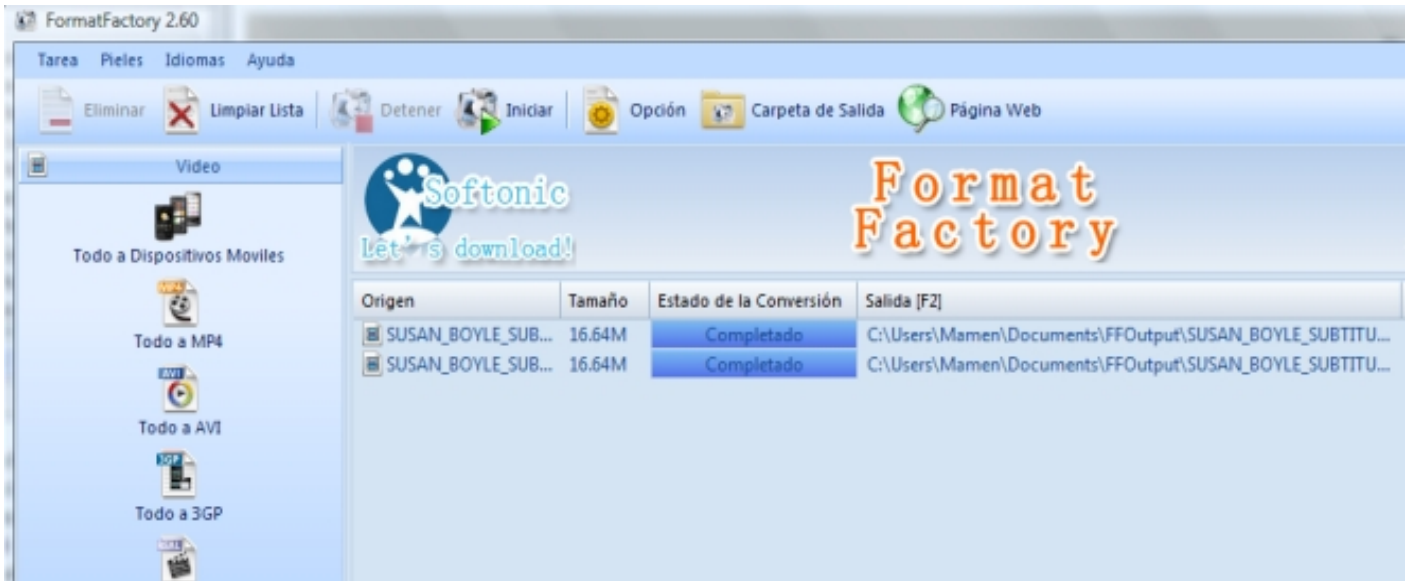 FormatFactory 2.60
Tarea Pieles Idiomas Ayuda
Eliminar Limpiar Lista Detener Iniciar Opción Carpeta de Salida Página Web
Video
Todo a Dispositivos Moviles
MP4
Todo a MP4
AVI
Todo a AVI
3GP
Todo a 3GP
Softonic
Let's download!
Format
Factory
Origen Tamaño Estado de la Conversión Salida [F2]
SUSAN_BOYLE_SUB... 16.64M Completado C:\Users\Mamen\Documents\FFOutput\SUSAN_BOYLE_SUBTITU...
SUSAN_BOYLE_SUB... 16.64M Completado C:\Users\Mamen\Documents\FFOutput\SUSAN_BOYLE_SUBTITU...